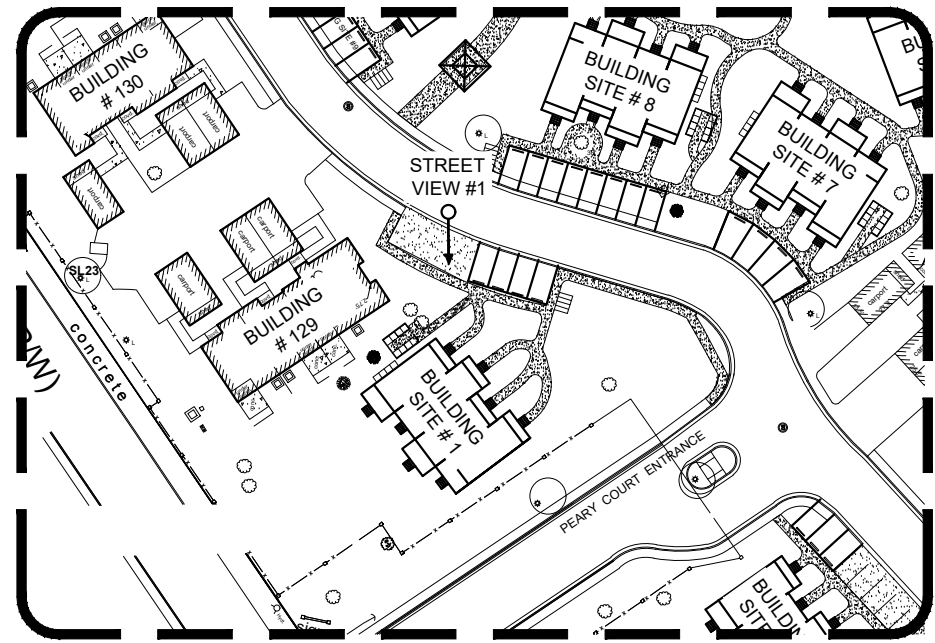 BUILDING
# 130
carport
carport
BUILDING
SITE # 8
BUILDING
SITE # 7
STREET
VIEW #1
carport
carport
SL23
BUILDING
# 129
concrete
carport
BUILDING
SITE # 1
PEARY COURT ENTRANCE
BUILDING